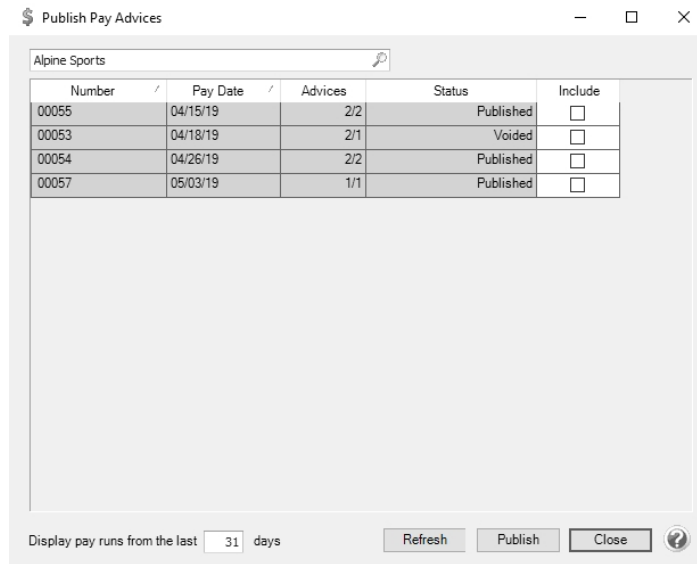 $ Publish Pay Advices
Alpine Sports
Number Pay Date Advices Status Include
00055 04/15/19 2/2 Published
00053 04/18/19 2/1 Voided
00054 04/26/19 2/2 Published
00057 05/03/19 1/1 Published
Display pay runs from the last 31 days Refresh Publish Close ?